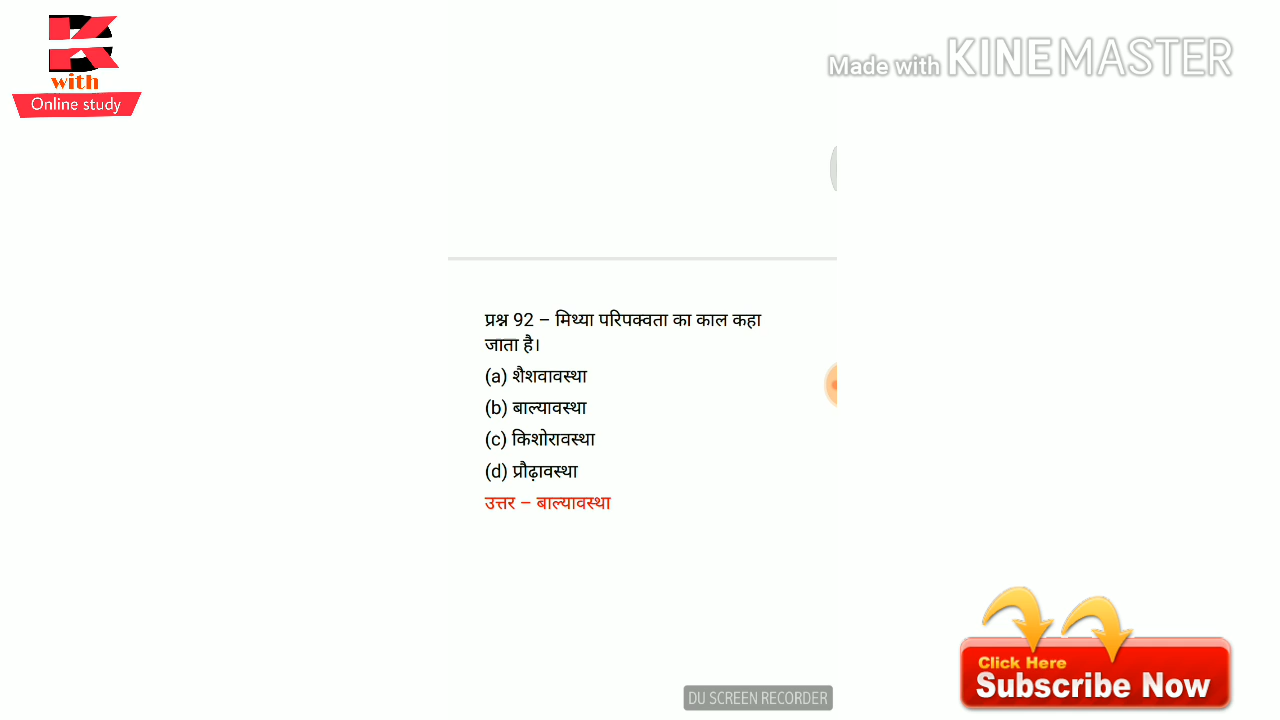 K
with
Online study
Made with KINEMASTER
प्रश्न 92 – मिथ्या परिपक्वता का काल कहा
जाता है।
(a) शैशवावस्था
(b) बाल्यावस्था
(c) किशोरावस्था
(d) प्रौढ़ावस्था
उत्तर – बाल्यावस्था
Click Here
Subscribe Now
DU SCREEN RECORDER